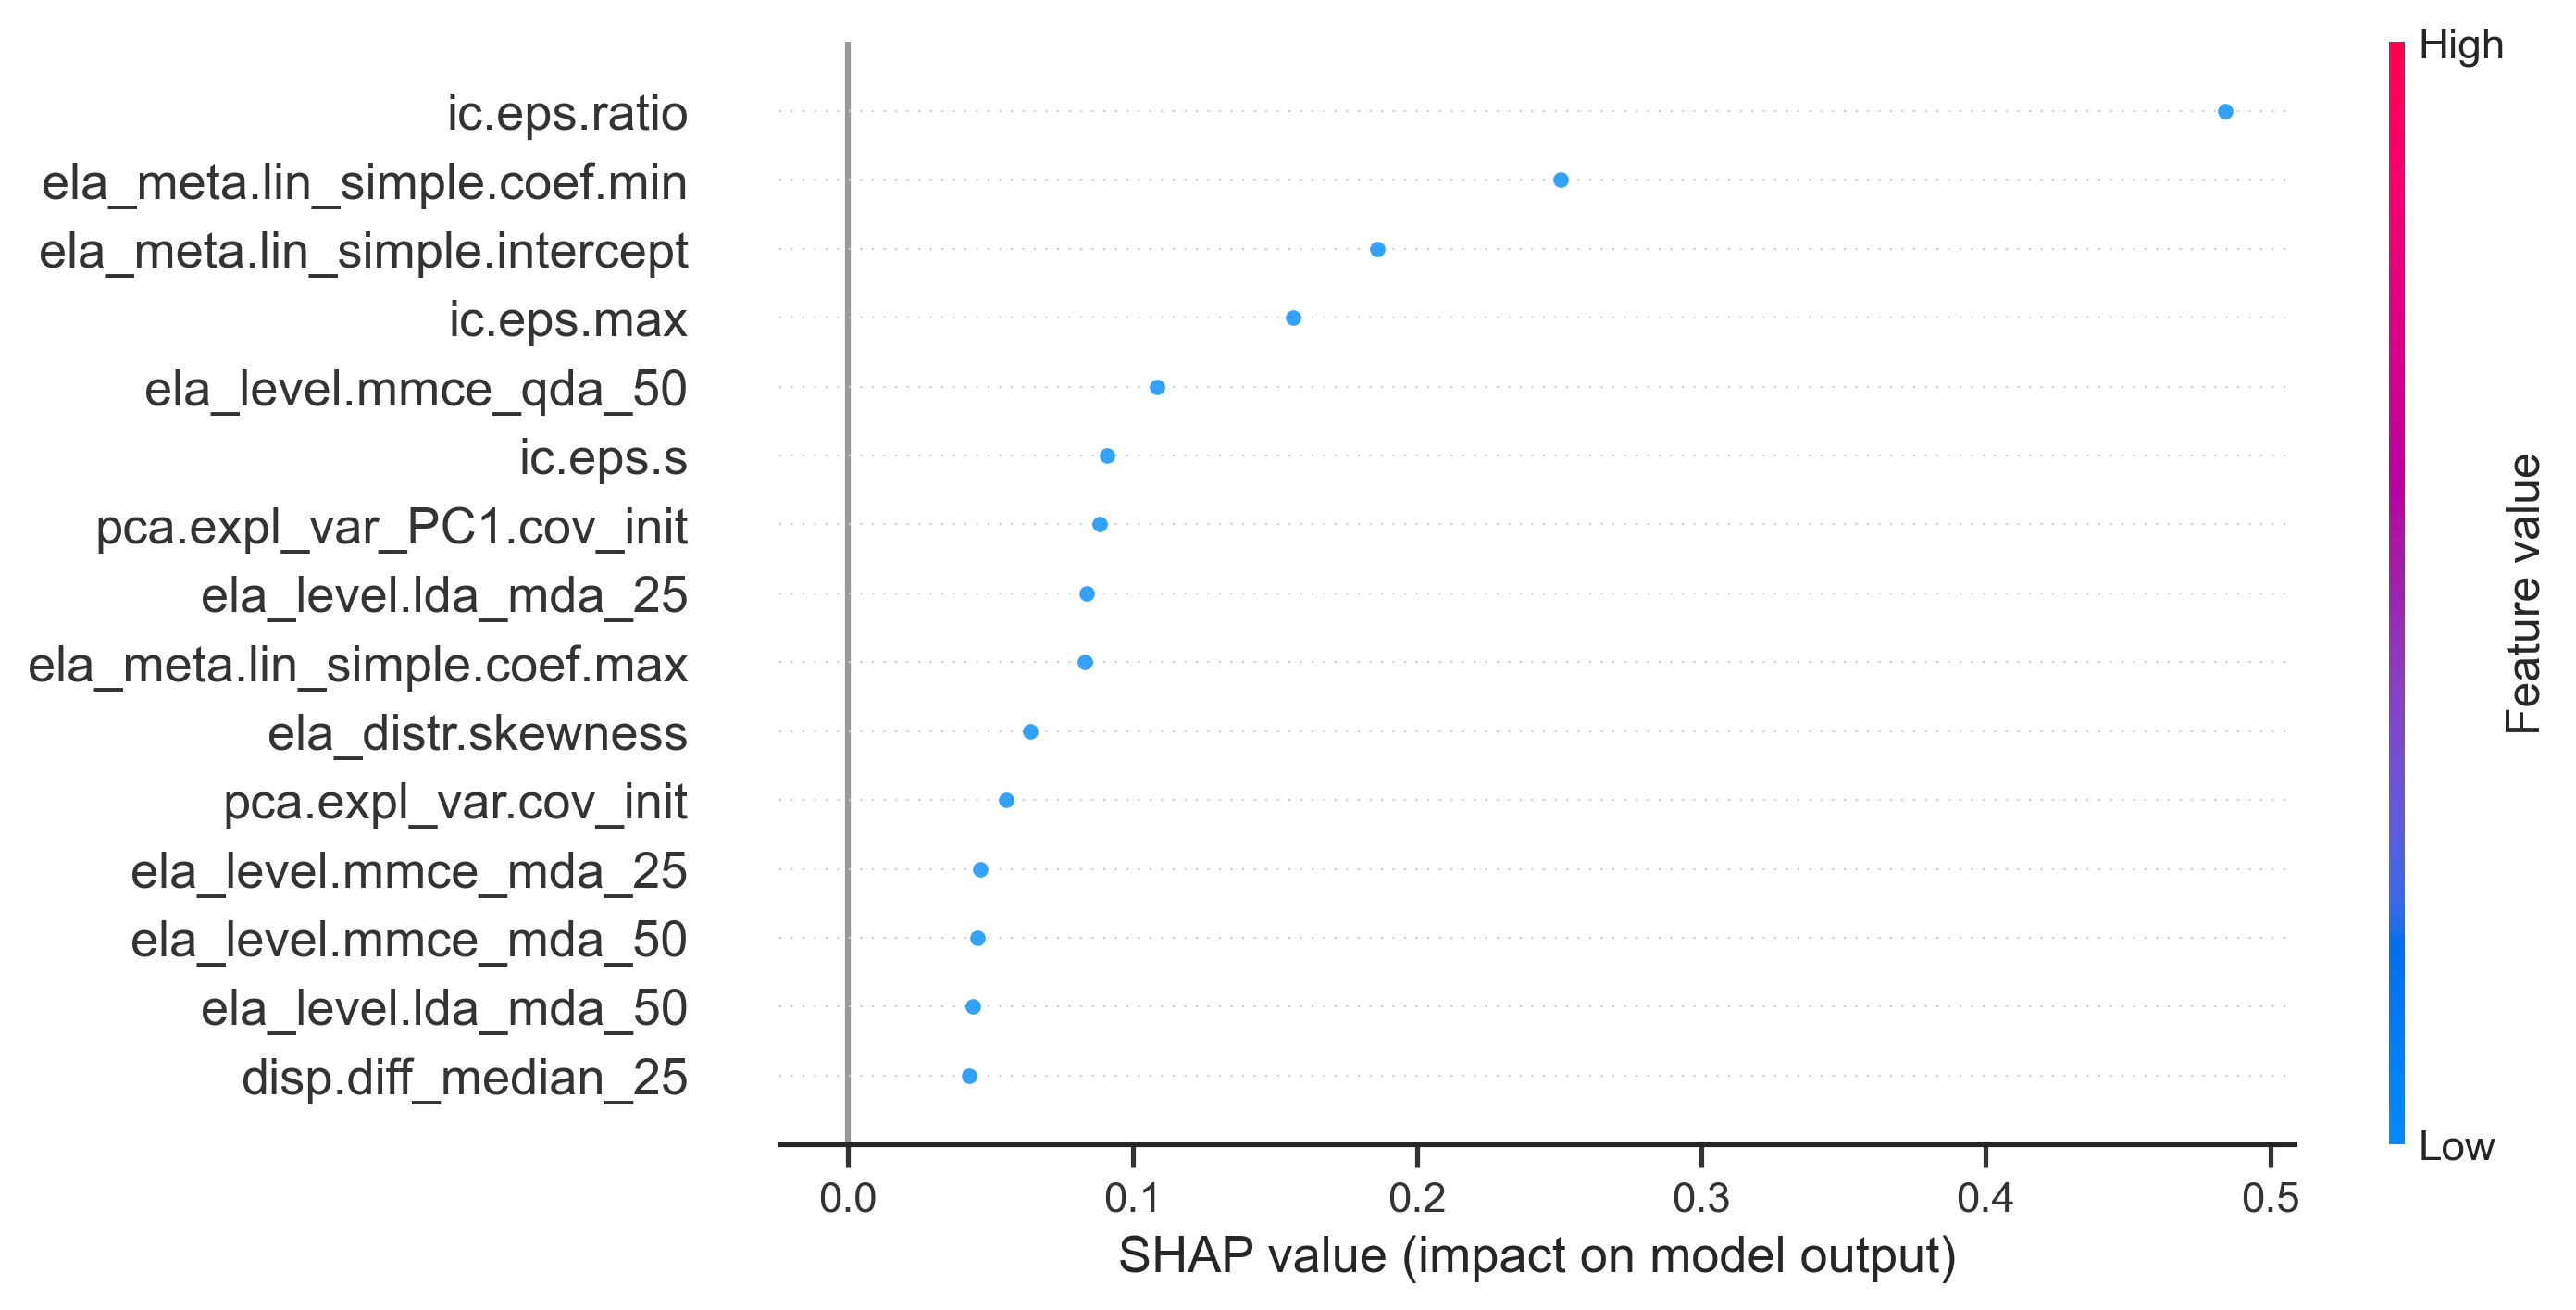 High
ic.eps.ratio
ela_meta.lin_simple.coef.min
ela_meta.lin_simple.intercept
ic.eps.max
ela_level.mmce_qda_50
ic.eps.s
pca.expl_var_PC1.cov_init
ela_level.lda_mda_25
ela_meta.lin_simple.coef.max
ela_distr.skewness
pca.expl_var.cov_init
ela_level.mmce_mda_25
ela_level.mmce_mda_50
ela_level.lda_mda_50
disp.diff_median_25
Feature value
Low
0.0 0.1 0.2 0.3 0.4 0.5
SHAP value (impact on model output)